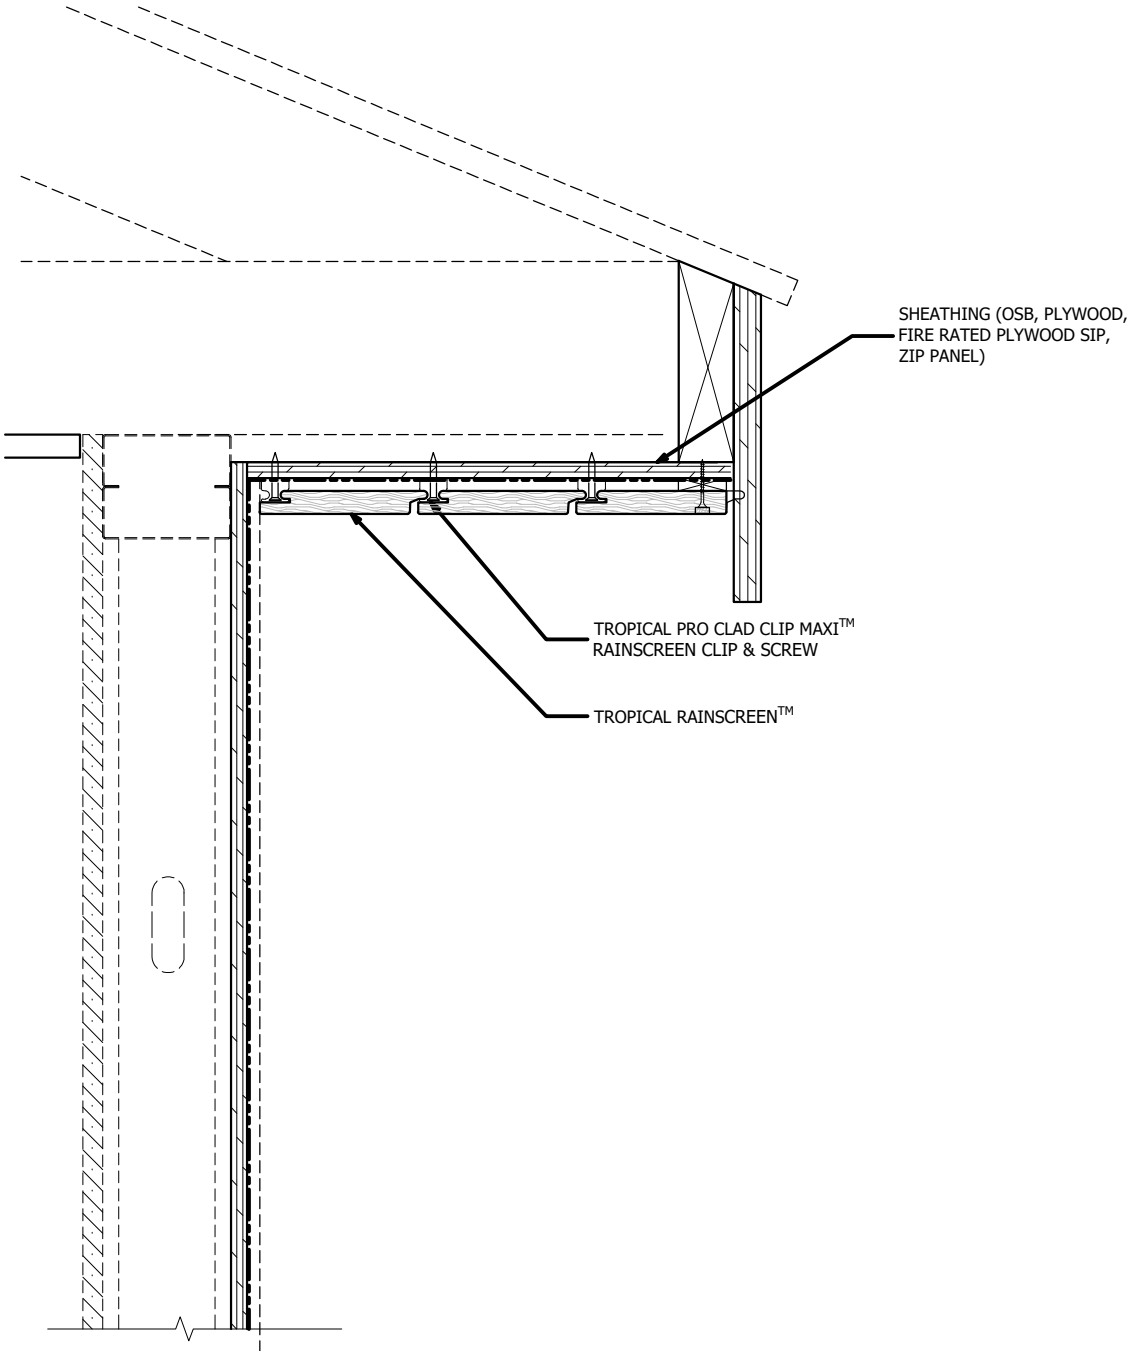 SHEATHING (OSB, PLYWOOD,
FIRE RATED PLYWOOD SIP,
ZIP PANEL)
TROPICAL PRO CLAD CLIP MAXI™
RAINSCREEN CLIP & SCREW
TROPICAL RAINSCREEN™